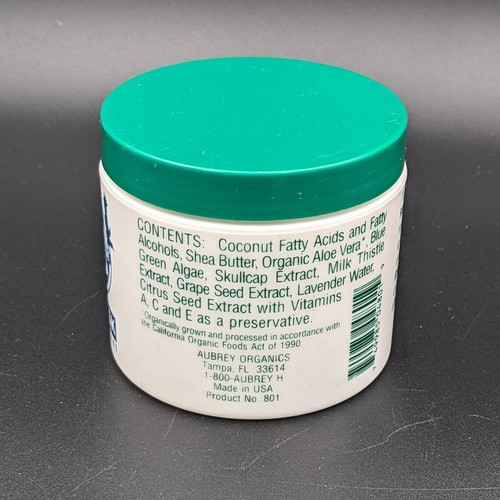 CONTENTS: Coconut Fatty Acids and Fatty
Alcohols, Shea Butter, Organic Aloe Vera*, Blue
Green Algae, Skullcap Extract, Milk Thistle
Extract, Grape Seed Extract, Lavender Water,
Citrus Seed Extract with Vitamins
A, C and E as a preservative.
*Organically grown and processed in accordance with
the California Organic Foods Act of 1990
AUBREY ORGANICS
Tampa, FL 33614
1-800-AUBREY H
Made in USA
Product No 801